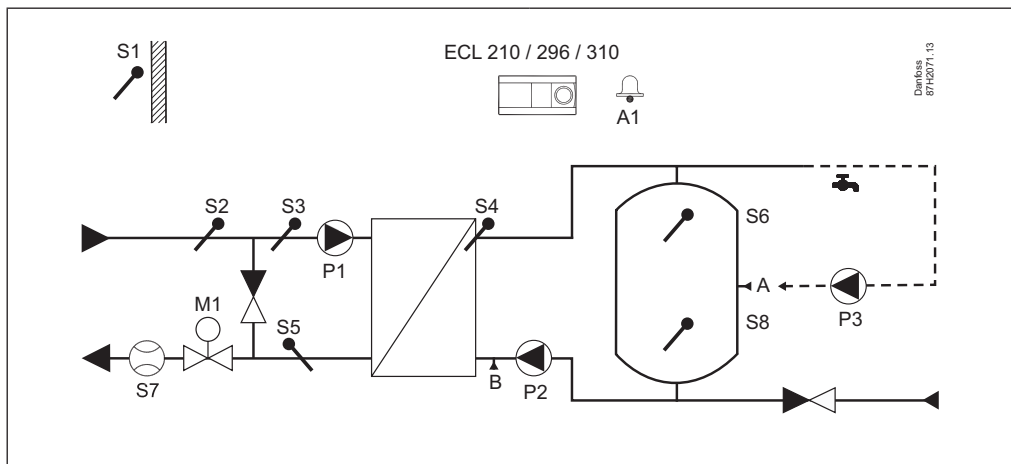 S1
ECL 210 / 296 / 310
A1
Danfoss
87H2071.13
S2
S3
P1
S4
S6
A
P3
S8
M1
S5
S7
B
P2